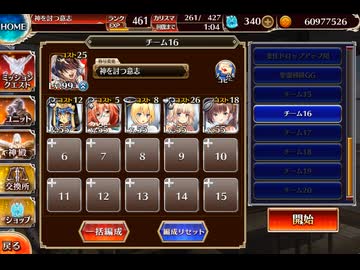 HOME
神を討つ意志
ランク
EXP
461
カリスマ
261/
427
1:04
340
60977526
チーム16
コスト25
神を討つ意志
コスト12
コスト5
コスト8
コスト26
コスト18
6
7
8
9
10
11
12
13
14
15
一括編成
編成リセット
ミッション
クエスト
ユニット
神殿
交換所
ショップ
戻る
チーム15
チーム16
チーム17
チーム18
チーム19
チーム20
開始